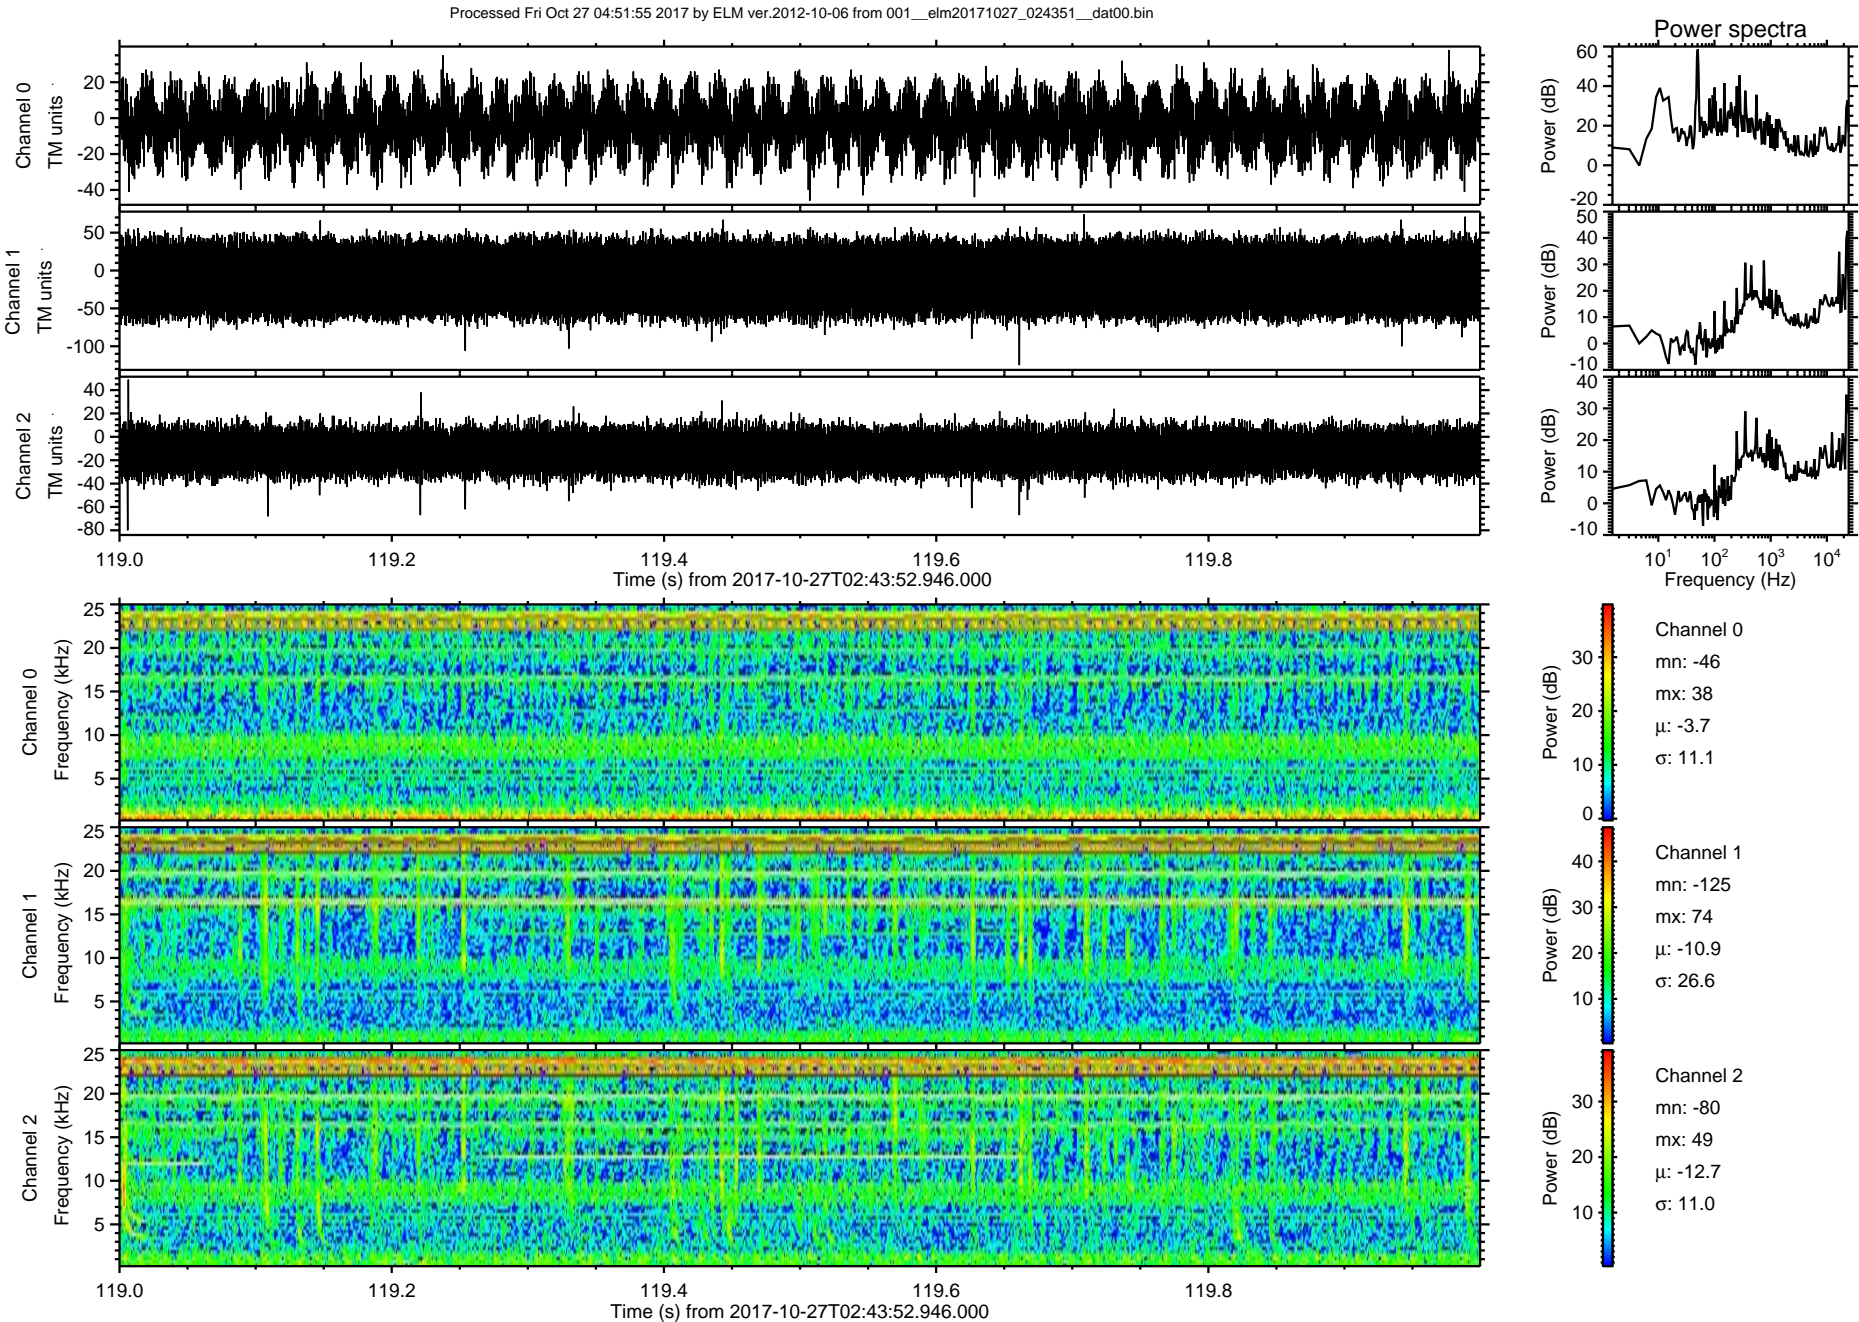 Processed Fri Oct 27 04:51:55 2017 by ELM ver.2012-10-06 from 001__elm20171027_024351__dat00.bin
Power spectra
Channel 0
TM units
20
0
-20
-40
Power (dB)
60
40
20
0
-20
Channel 1
TM units
50
0
-50
-100
Power (dB)
50
40
30
20
10
0
-10
Channel 2
TM units
40
20
0
-20
-40
-60
-80
Power (dB)
40
30
20
10
0
-10
119.0 119.2 119.4 119.6 119.8
Time (s) from 2017-10-27T02:43:52.946.000
10^1 10^2 10^3 10^4
Frequency (Hz)
Channel 0
Frequency (kHz)
25
20
15
10
5
Power (dB)
30
20
10
0
Channel 0
mn: -46
mx: 38
μ: -3.7
σ: 11.1
Channel 1
Frequency (kHz)
25
20
15
10
5
Power (dB)
40
30
20
10
Channel 1
mn: -125
mx: 74
μ: -10.9
σ: 26.6
Channel 2
Frequency (kHz)
25
20
15
10
5
Power (dB)
30
20
10
Channel 2
mn: -80
mx: 49
μ: -12.7
σ: 11.0
119.0 119.2 119.4 119.6 119.8
Time (s) from 2017-10-27T02:43:52.946.000